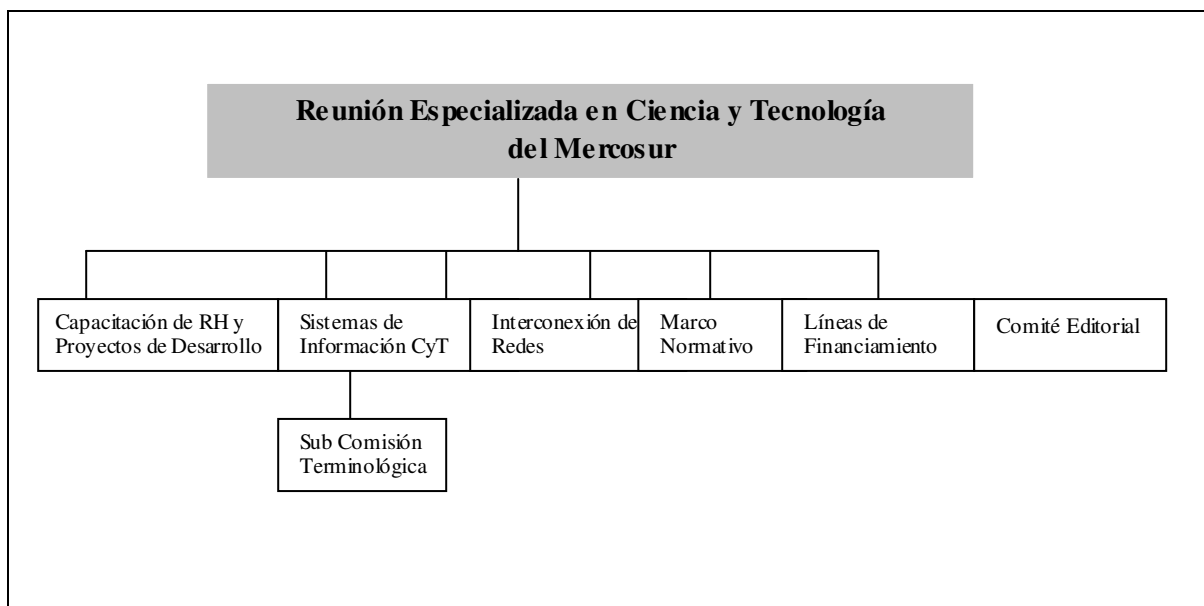 Reunión Especializada en Ciencia y Tecnología
del Mercosur
Capacitación de RH y
Proyectos de Desarrollo
Sistemas de
Información CyT
Interconexión de
Redes
Marco
Normativo
Líneas de
Financiamiento
Comité Editorial
Sub Comisión
Terminológica